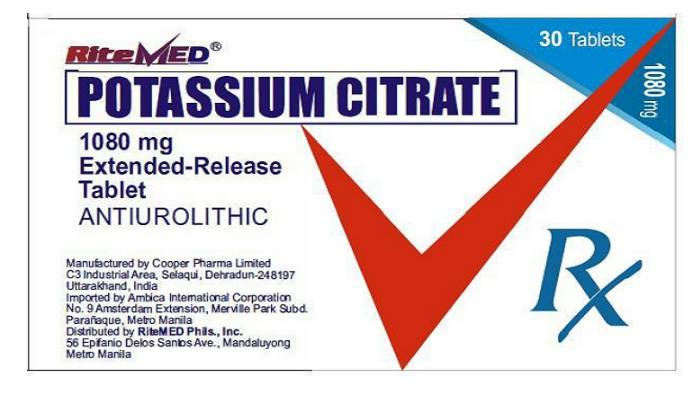 RiteMED®
30 Tablets
1080 mg
POTASSIUM CITRATE
1080 mg
Extended-Release
Tablet
ANTIUROLITHIC
Manufactured by Cooper Pharma Limited
C3 Industrial Area, Selaqui, Dehradun-248197
Uttarakhand, India
Imported by Ambica International Corporation
No. 9 Amsterdam Extension, Merville Park Subd.
Parañaque, Metro Manila
Distributed by RiteMED Phils., Inc.
56 Epifanio Delos Santos Ave., Mandaluyong
Metro Manila
Rx